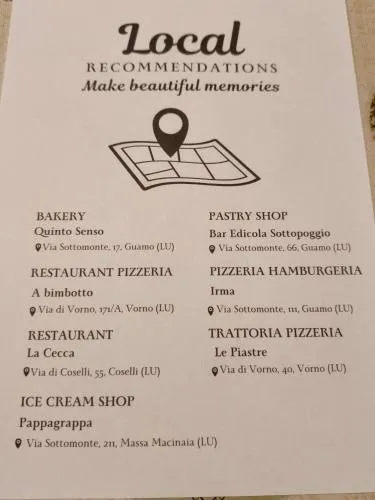 Local
RECOMMENDATIONS
Make beautiful memories
BAKERY
Quinto Senso
Via Sottomonte, 17, Guamo (LU)
PASTRY SHOP
Bar Edicola Sottopoggio
Via Sottomonte, 66, Guamo (LU)
RESTAURANT PIZZERIA
A bimbotto
Via di Vorno, 171/A, Vorno (LU)
PIZZERIA HAMBURGERIA
Irma
Via Sottomonte, 111, Guamo (LU)
RESTAURANT
La Cecca
Via di Coselli, 55, Coselli (LU)
TRATTORIA PIZZERIA
Le Piastre
Via di Vorno, 40, Vorno (LU)
ICE CREAM SHOP
Pappagrappa
Via Sottomonte, 211, Massa Macinaia (LU)